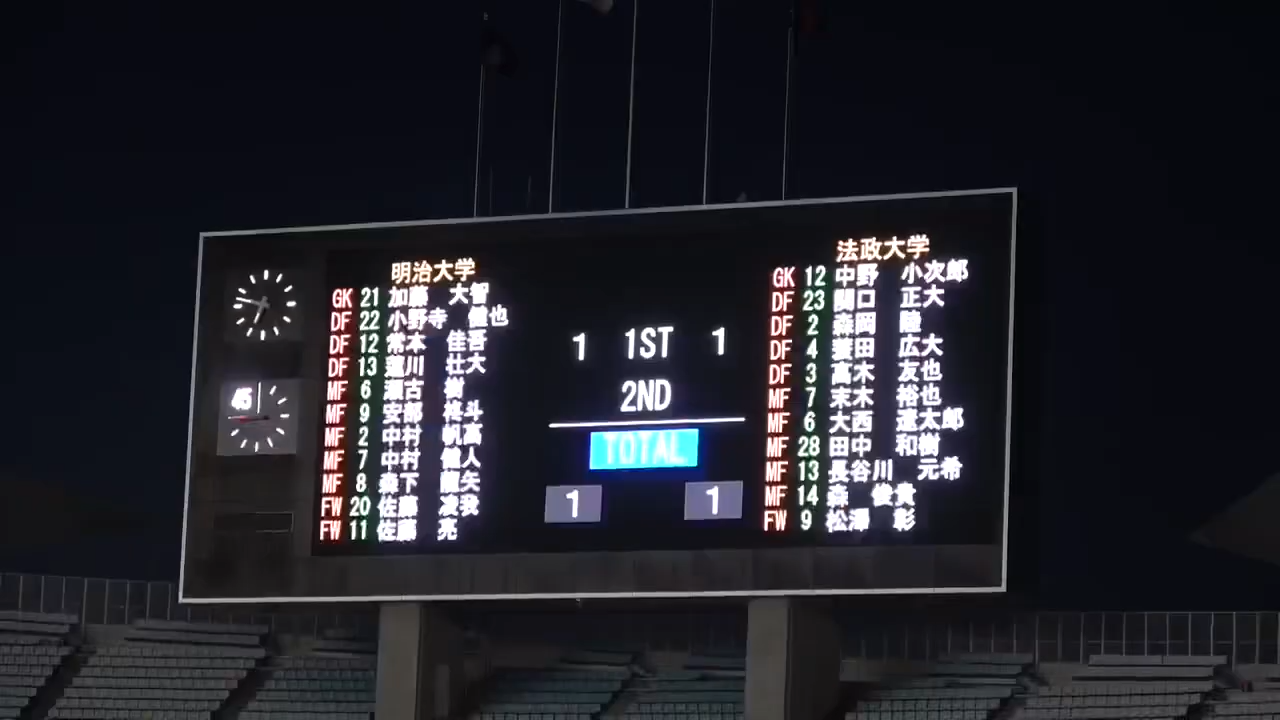 明治大学
GK 21 加藤 大智
DF 22 小野寺 健也
DF 12 常本 佳吾
DF 13 蓮川 壮大
MF 6 瀬古 樹
MF 9 安部 柊斗
MF 2 中村 帆高
MF 7 中村 健人
MF 8 森下 龍矢
FW 20 佐藤 凌我
FW 11 佐藤 亮
45
1 1ST 1
2ND
TOTAL
1 1
法政大学
GK 12 中野 小次郎
DF 23 関口 正大
DF 2 森岡 陸
DF 4 蓑田 広大
DF 3 高木 友也
MF 7 末木 裕也
MF 6 大西 遼太郎
MF 28 田中 和樹
MF 13 長谷川 元希
MF 14 森 俊貴
FW 9 松澤 彰